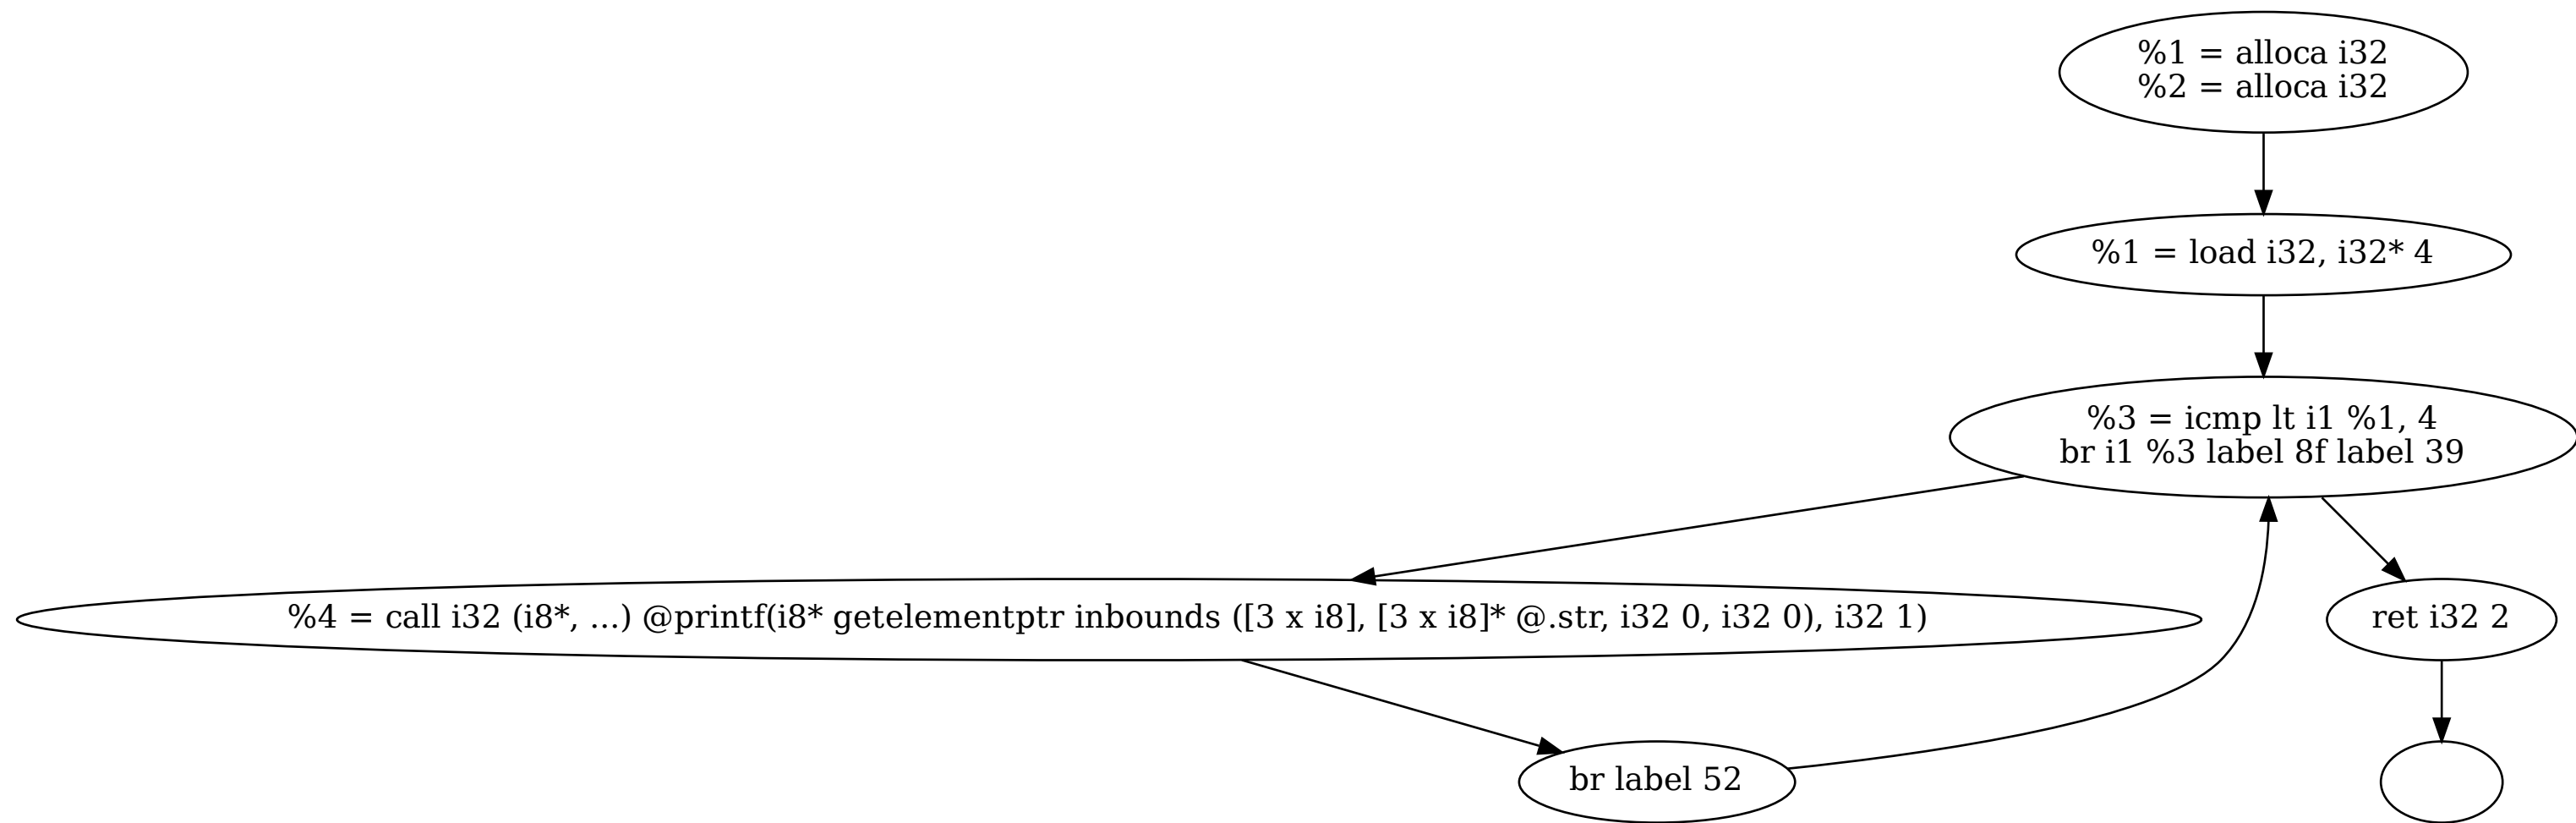 %1 = alloca i32
%2 = alloca i32
%1 = load i32, i32* 4
%3 = icmp lt i1 %1, 4
br i1 %3 label 8f label 39
%4 = call i32 (i8*, ...) @printf(i8* getelementptr inbounds ([3 x i8], [3 x i8]* @.str, i32 0, i32 0), i32 1)
ret i32 2
br label 52